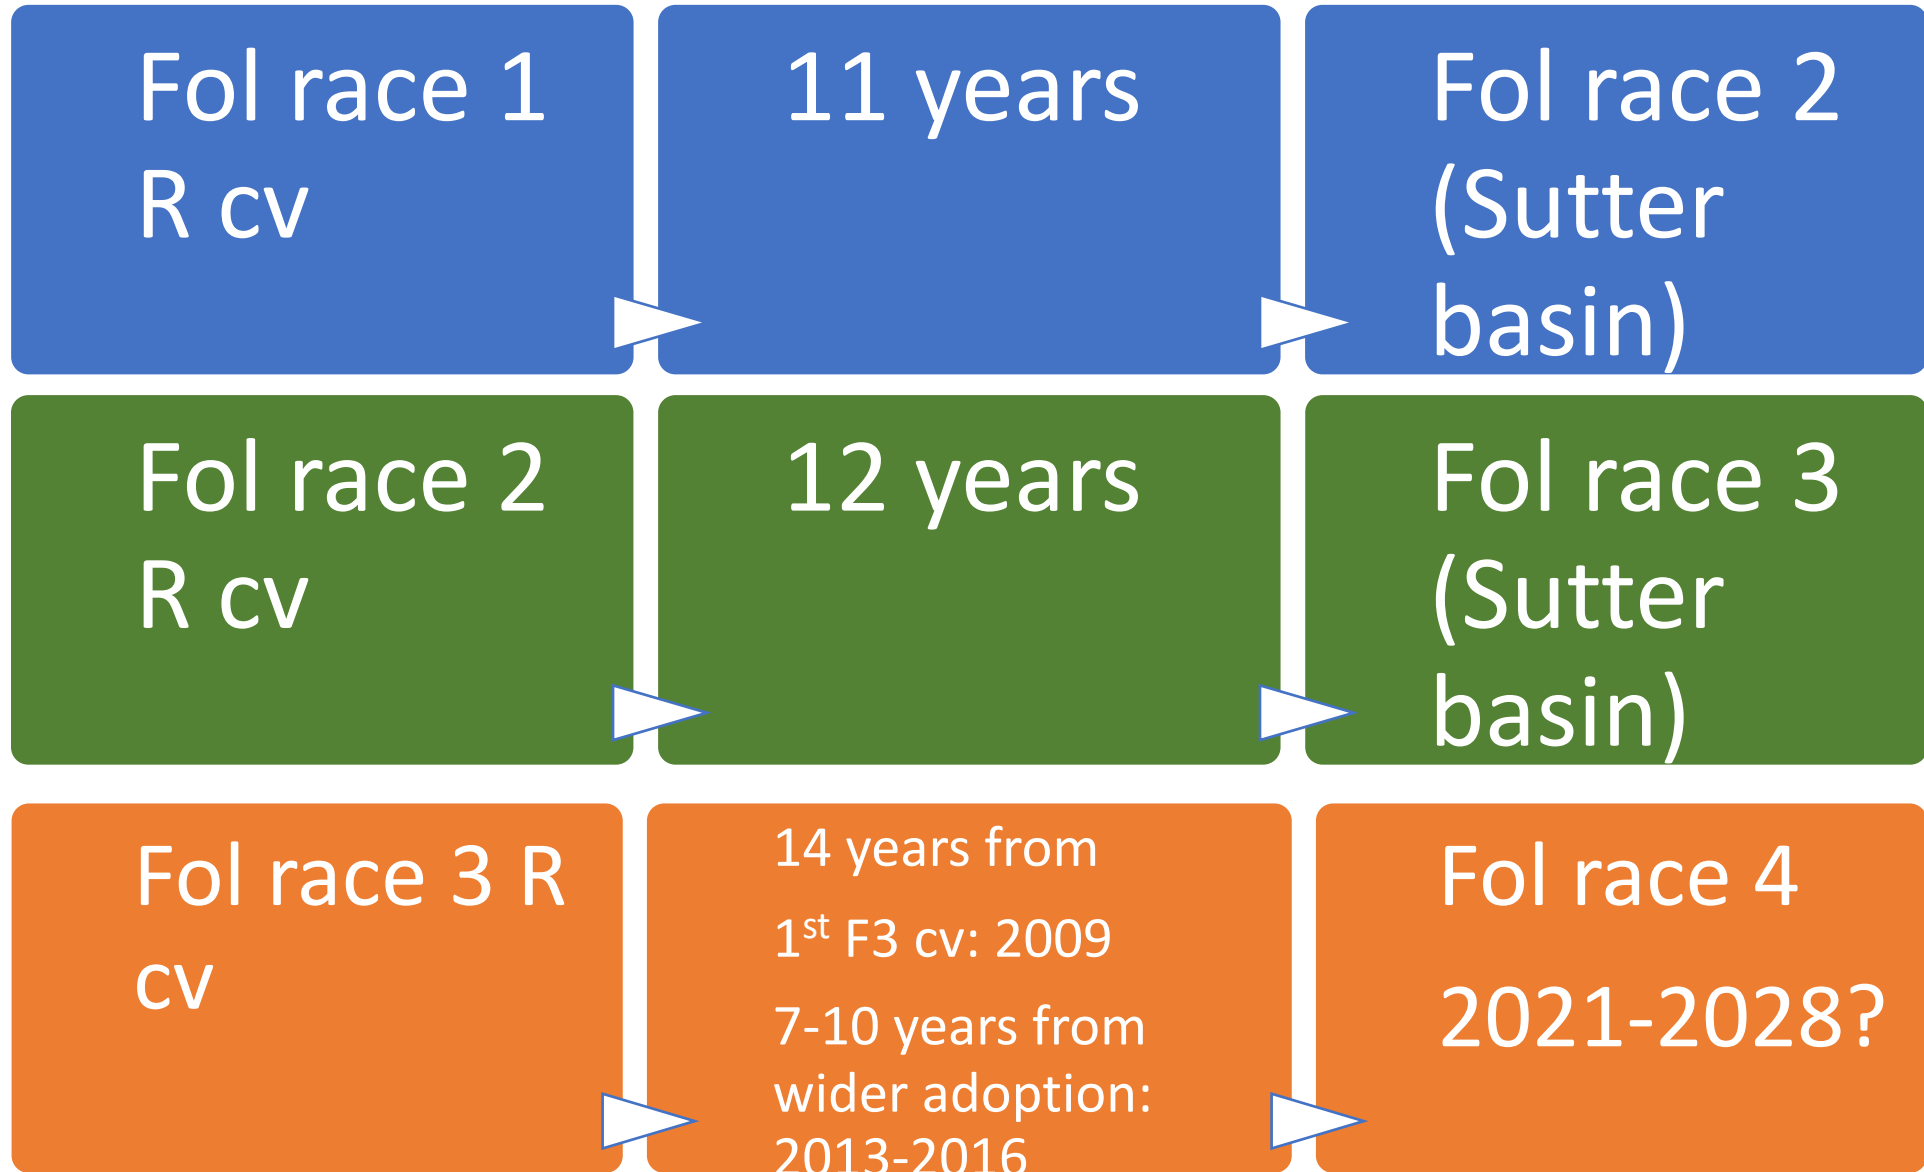 Fol race 1
R cv
11 years
Fol race 2
(Sutter
basin)
Fol race 2
R cv
12 years
Fol race 3
(Sutter
basin)
Fol race 3 R
cv
14 years from
1st F3 cv: 2009
7-10 years from
wider adoption:
2013-2016
Fol race 4
2021-2028?